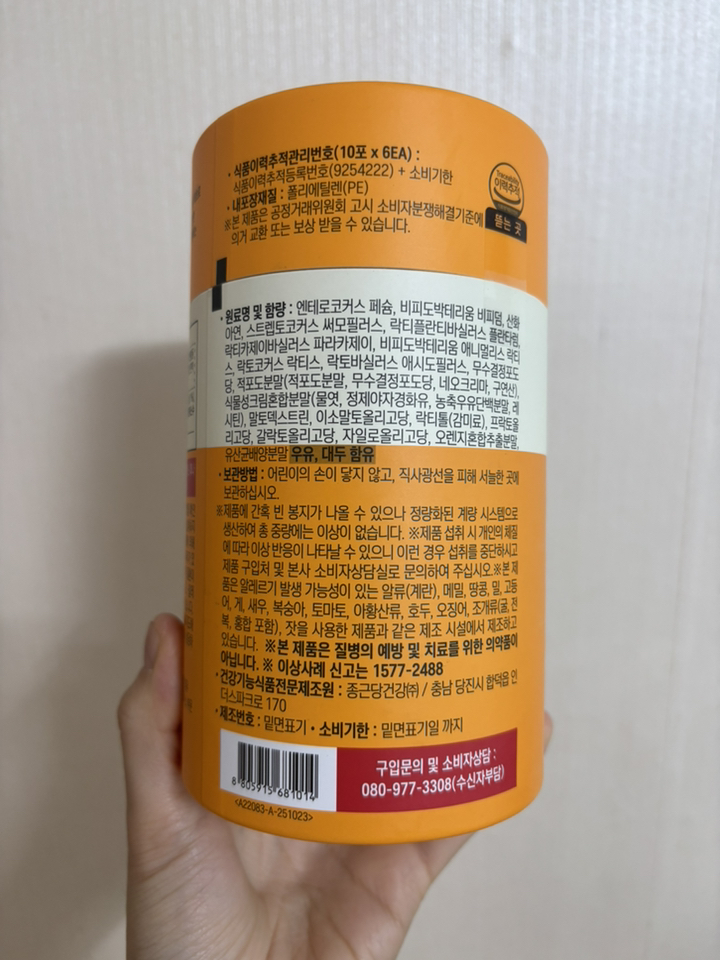 · 식품이력추적관리번호(10포 x 6EA) :
식품이력추적등록번호(9254222) + 소비기한
· 내포장재질 : 폴리에틸렌(PE)
※본 제품은 공정거래위원회 고시 소비자분쟁해결기준에
의거 교환 또는 보상 받을 수 있습니다.
Traceability
이력추적
뜯는 곳
· 원료명 및 함량 : 엔테로코커스 페슘, 비피도박테리움 비피덤, 산화
아연, 스트렙토코커스 써모필러스, 락티플란티바실러스 플란타럼,
락티카제이바실러스 파라카제이, 비피도박테리움 애니멀리스 락티
스, 락토코커스 락티스, 락토바실러스 애시도필러스, 무수결정포도
당, 적포도분말(적포도분말, 무수결정포도당, 네오크리마, 구연산),
식물성크림혼합분말(물엿, 정제야자경화유, 농축우유단백분말, 레
시틴), 말토덱스트린, 이소말토올리고당, 락티톨(감미료), 프락토올
리고당, 갈락토올리고당, 자일로올리고당, 오렌지혼합추출분말,
유산균배양분말 우유, 대두 함유
· 보관방법 : 어린이의 손이 닿지 않고, 직사광선을 피해 서늘한 곳에
보관하십시오.
※제품에 간혹 빈 봉지가 나올 수 있으나 정량화된 계량 시스템으로
생산하여 총 중량에는 이상이 없습니다. ※제품 섭취 시 개인의 체질
에 따라 이상 반응이 나타날 수 있으니 이런 경우 섭취를 중단하시고
제품 구입처 및 본사 소비자상담실로 문의하여 주십시오.※본 제
품은 알레르기 발생 가능성이 있는 알류(계란), 메밀, 땅콩, 밀, 고등
어, 게, 새우, 복숭아, 토마토, 아황산류, 호두, 오징어, 조개류(굴, 전
복, 홍합 포함), 잣을 사용한 제품과 같은 제조 시설에서 제조하고
있습니다. ※본 제품은 질병의 예방 및 치료를 위한 의약품이
아닙니다. ※ 이상사례 신고는 1577-2488
· 건강기능식품전문제조원 : 종근당건강㈜ / 충남 당진시 합덕읍 인
더스파크로 170
· 제조번호 : 밑면표기 · 소비기한 : 밑면표기일 까지
구입문의 및 소비자상담 :
080-977-3308(수신자부담)
8 805915 681014
<A22083-A-251023>